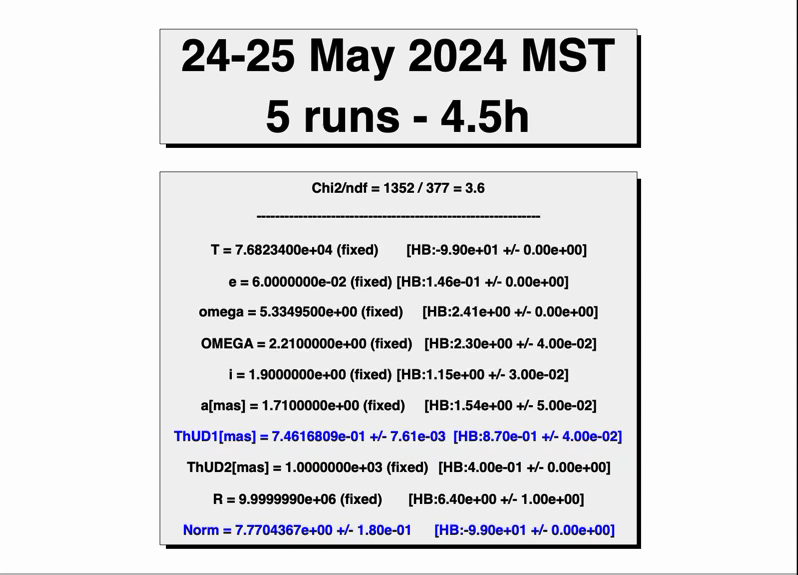 24-25 May 2024 MST
5 runs - 4.5h
Chi2/ndf = 1352 / 377 = 3.6
--------------------------------------------------------------
T = 7.6823400e+04 (fixed) [HB:-9.90e+01 +/- 0.00e+00]
e = 6.0000000e-02 (fixed) [HB:1.46e-01 +/- 0.00e+00]
omega = 5.3349500e+00 (fixed) [HB:2.41e+00 +/- 0.00e+00]
OMEGA = 2.2100000e+00 (fixed) [HB:2.30e+00 +/- 4.00e-02]
i = 1.9000000e+00 (fixed) [HB:1.15e+00 +/- 3.00e-02]
a[mas] = 1.7100000e+00 (fixed) [HB:1.54e+00 +/- 5.00e-02]
ThUD1[mas] = 7.4616809e-01 +/- 7.61e-03 [HB:8.70e-01 +/- 4.00e-02]
ThUD2[mas] = 1.0000000e+03 (fixed) [HB:4.00e-01 +/- 0.00e+00]
R = 9.9999990e+06 (fixed) [HB:6.40e+00 +/- 1.00e+00]
Norm = 7.7704367e+00 +/- 1.80e-01 [HB:-9.90e+01 +/- 0.00e+00]